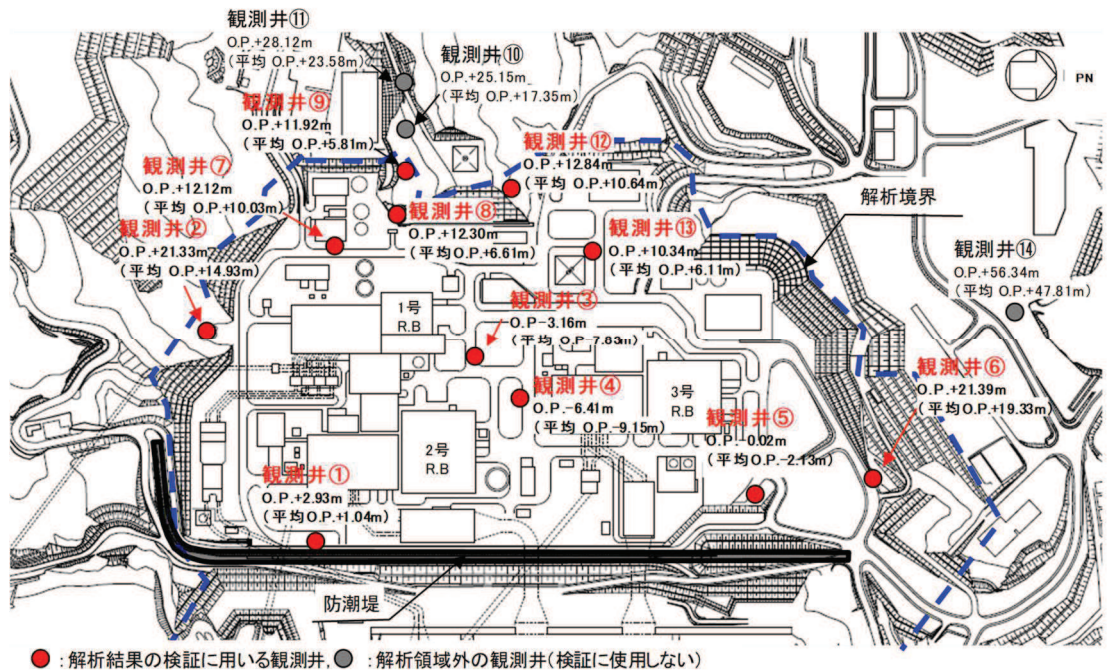 観測井⑪
O.P.+28.12m
(平均 O.P.+23.58m)
観測井⑩
O.P.+25.15m
(平均 O.P.+17.35m)
PN
観測井⑨
O.P.+11.92m
(平均 O.P.+5.81m)
観測井⑫
O.P.+12.84m
(平均 O.P.+10.64m)
観測井⑦
O.P.+12.12m
(平均 O.P.+10.03m)
解析境界
観測井⑧
O.P.+12.30m
(平均 O.P.+6.61m)
観測井⑬
O.P.+10.34m
(平均 O.P.+6.11m)
観測井②
O.P.+21.33m
(平均 O.P.+14.93m)
観測井⑭
O.P.+56.34m
(平均 O.P.+47.81m)
観測井③
O.P-3.16m
(平均 O.P-7.83m)
1号
R.B
観測井⑥
O.P.+21.39m
(平均O.P.+19.33m)
観測井④
O.P.-6.41m
(平均O.P.-9.15m)
3号
R.B
観測井⑤
O.P.-0.02m
(平均O.P.-2.13m)
2号
R.B
観測井①
O.P.+2.93m
(平均O.P.+1.04m)
防潮堤
:解析結果の検証に用いる観測井,
:解析領域外の観測井(検証に使用しない)